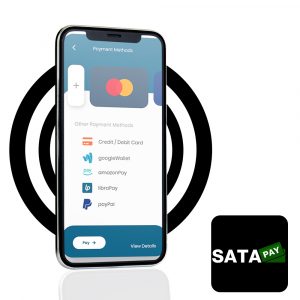 Payment Methods
+
Other Payment Methods
Credit / Debit Card
googleWallet
amazonPay
libraPay
payPal
Pay →
View Details
SATA PAY